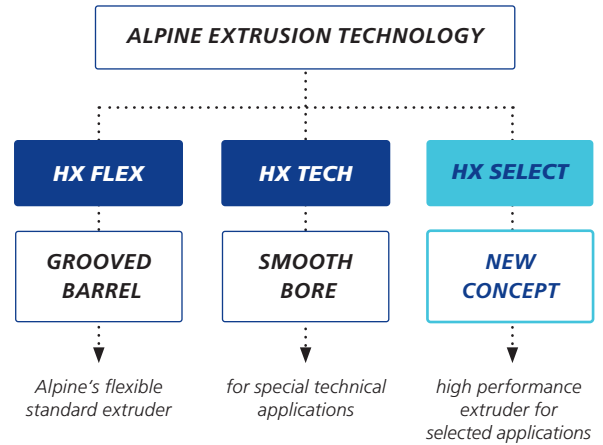 ALPINE EXTRUSION TECHNOLOGY
HX FLEX
HX TECH
HX SELECT
GROOVED
BARREL
SMOOTH
BORE
NEW
CONCEPT
Alpine‘s flexible
standard extruder
for special technical
applications
high performance
extruder for
selected applications